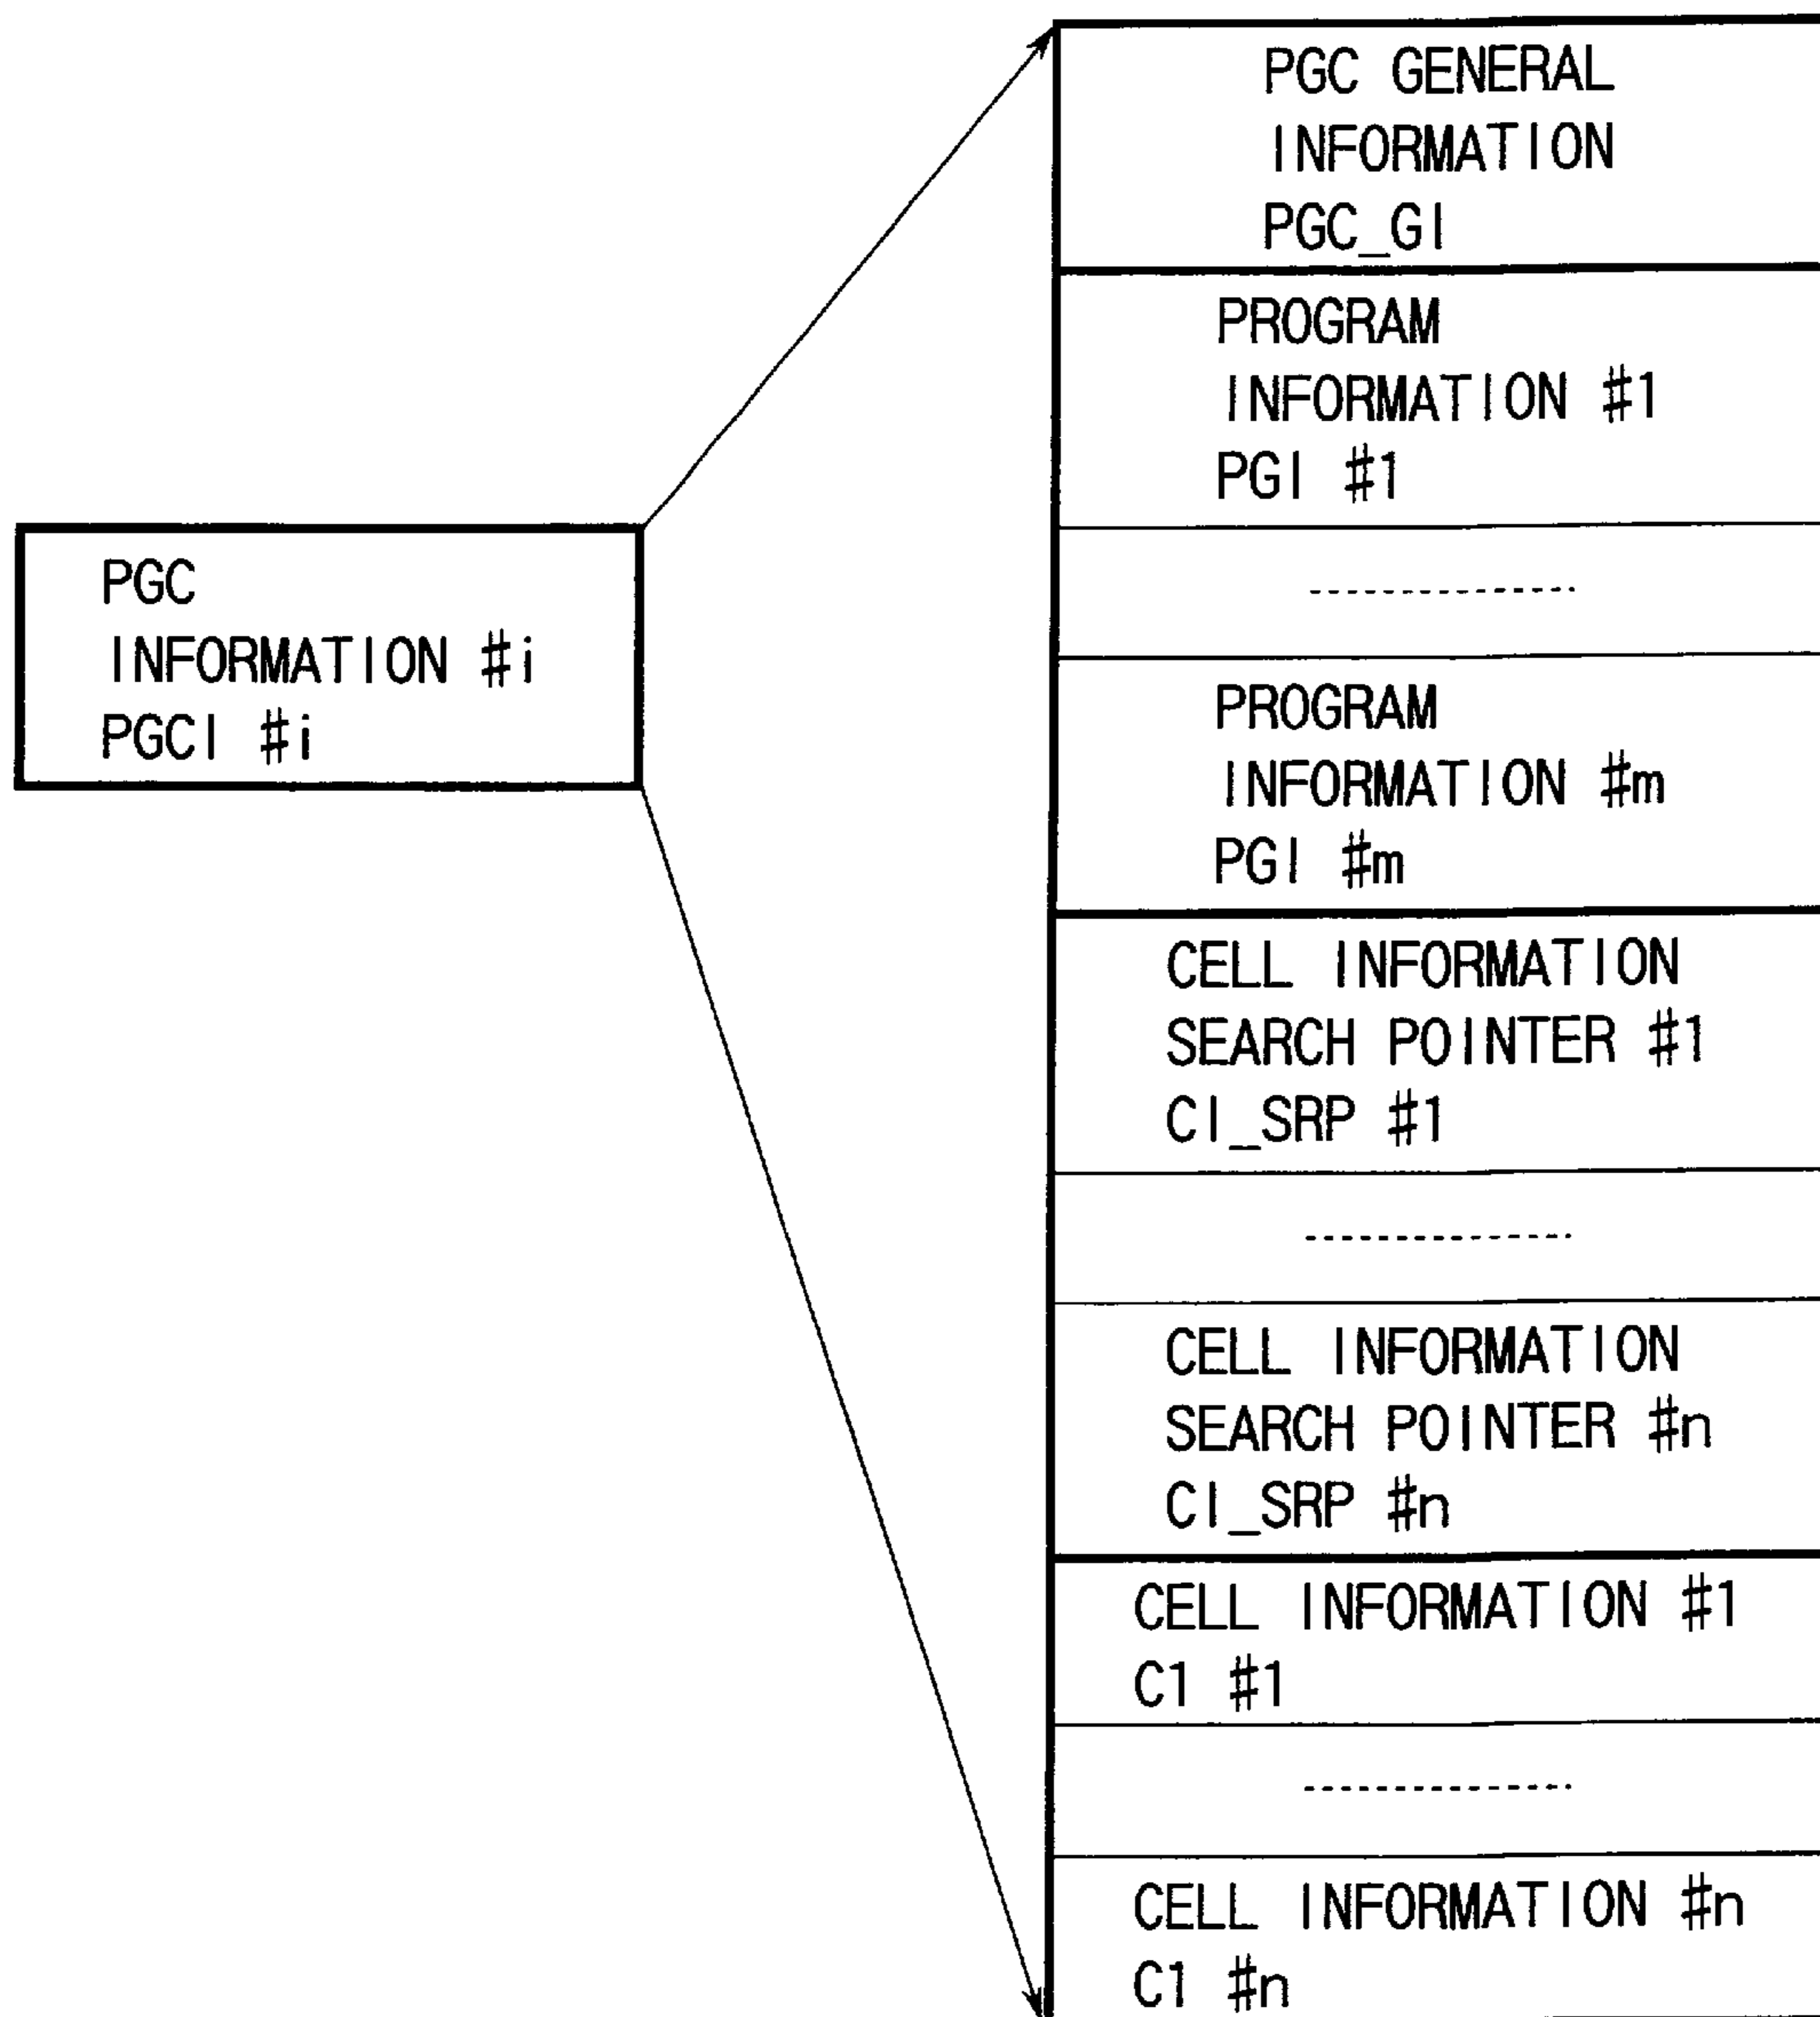 PGC
INFORMATION #i
PGCI #i
PGC GENERAL
INFORMATION
PGC_GI
PROGRAM
INFORMATION #1
PGI #1
PROGRAM
INFORMATION #m
PGI #m
CELL INFORMATION
SEARCH POINTER #1
CI_SRP #1
CELL INFORMATION
SEARCH POINTER #n
CI_SRP #n
CELL INFORMATION #1
C1 #1
CELL INFORMATION #n
C1 #n